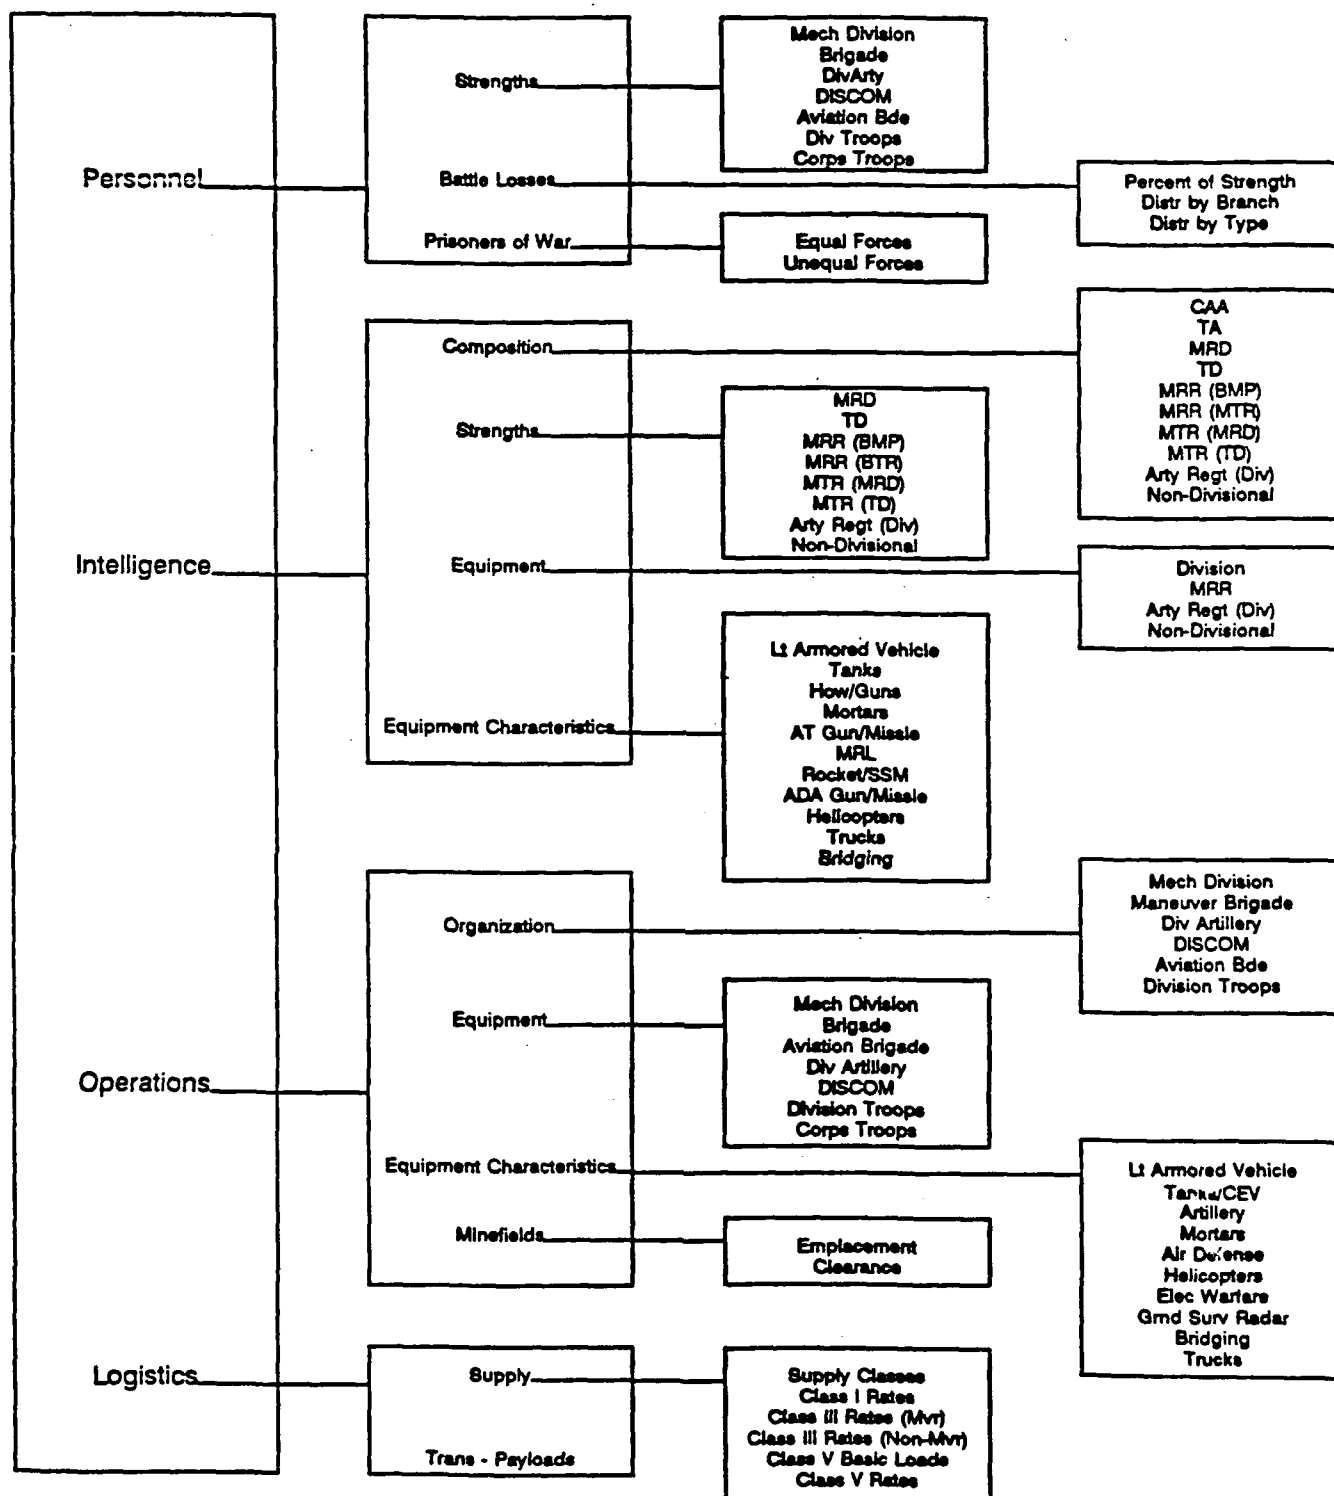 Personnel
Strengths
Mech Division
Brigade
DivArty
DISCOM
Aviation Bde
Div Troops
Corps Troops
Battle Losses
Percent of Strength
Distr by Branch
Distr by Type
Prisoners of War
Equal Forces
Unequal Forces
Intelligence
Composition
CAA
TA
MRD
TD
MRR (BMP)
MRR (MTR)
MTR (MRD)
MTR (TD)
Arty Regt (Div)
Non-Divisional
Strengths
MRD
TD
MRR (BMP)
MRR (BTR)
MTR (MRD)
MTR (TD)
Arty Regt (Div)
Non-Divisional
Equipment
Division
MRR
Arty Regt (Div)
Non-Divisional
Equipment Characteristics
Lt Armored Vehicle
Tanks
How/Guns
Mortars
AT Gun/Missle
MRL
Rocket/SSM
ADA Gun/Missle
Helicopters
Trucks
Bridging
Operations
Organization
Mech Division
Maneuver Brigade
Div Artillery
DISCOM
Aviation Bde
Division Troops
Equipment
Mech Division
Brigade
Aviation Brigade
Div Artillery
DISCOM
Division Troops
Corps Troops
Equipment Characteristics
Lt Armored Vehicle
Tanks/CEV
Artillery
Mortars
Air Defense
Helicopters
Elec Warfare
Grnd Surv Radar
Bridging
Trucks
Minefields
Emplacement
Clearance
Logistics
Supply
Supply Classes
Class I Rates
Class III Rates (Mvr)
Class III Rates (Non-Mvr)
Class V Basic Loads
Class V Rates
Trans - Payloads